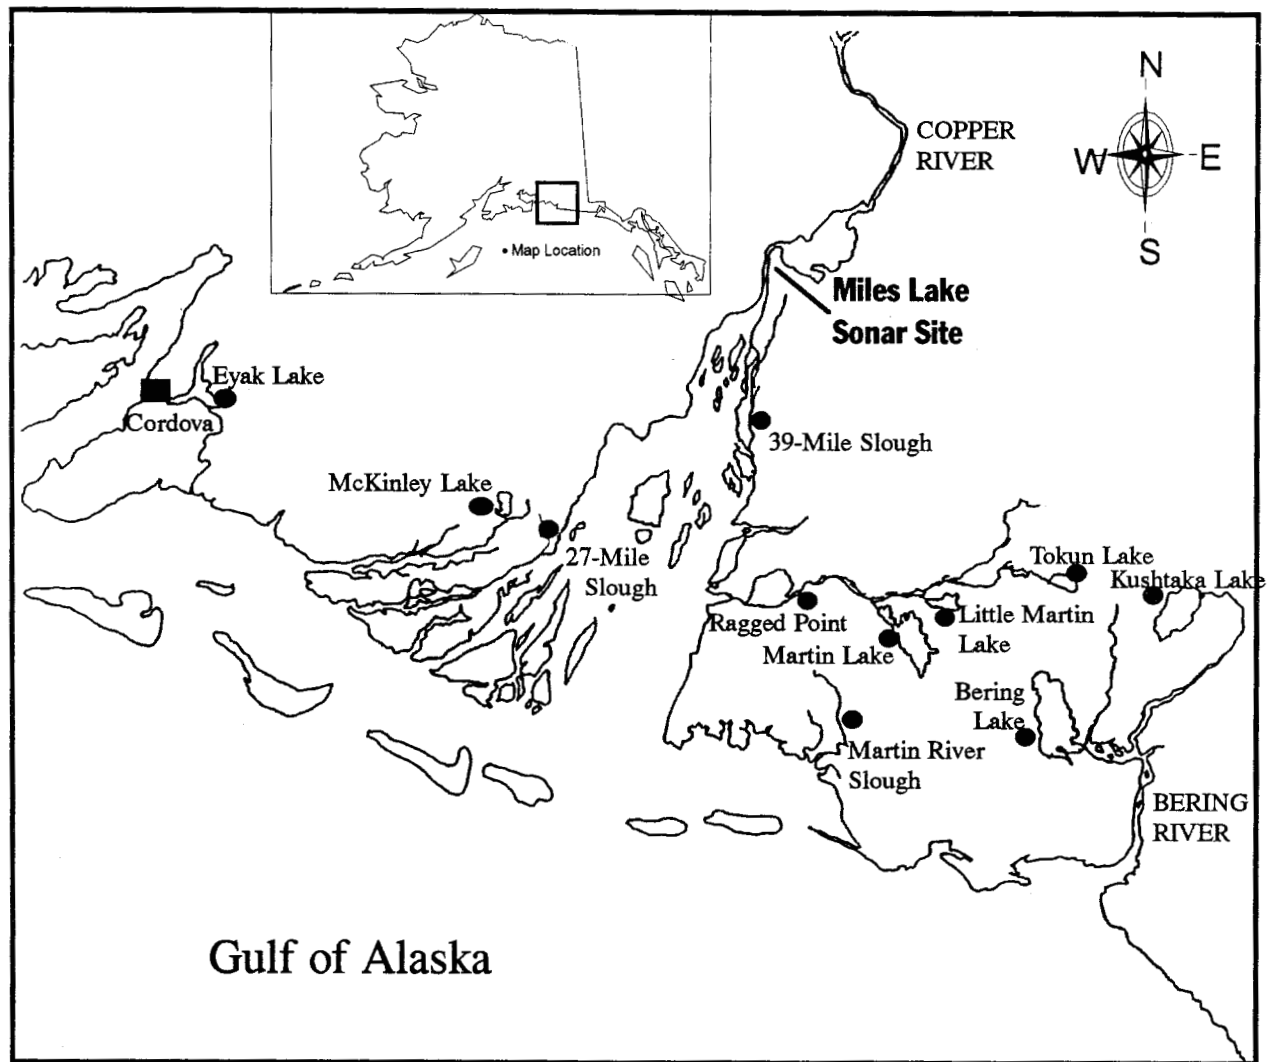 N
W E
S
COPPER
RIVER
• Map Location
Miles Lake
Sonar Site
Eyak Lake
Cordova
39-Mile Slough
McKinley Lake
27-Mile
Slough
Tokun Lake
Kushtaka Lake
Ragged Point
Little Martin
Lake
Martin Lake
Bering
Lake
Martin River
Slough
BERING
RIVER
Gulf of Alaska